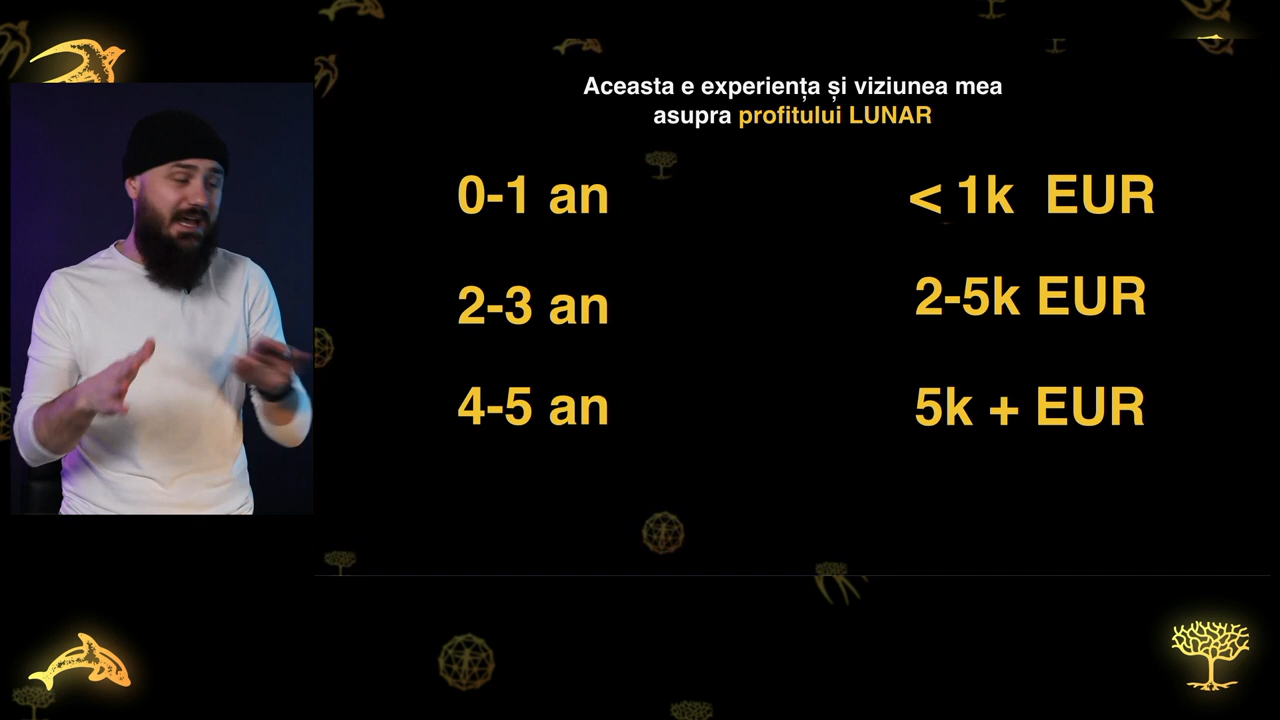 Aceasta e experiența și viziunea mea
asupra profitului LUNAR
0-1 an < 1k EUR
2-3 an 2-5k EUR
4-5 an 5k + EUR